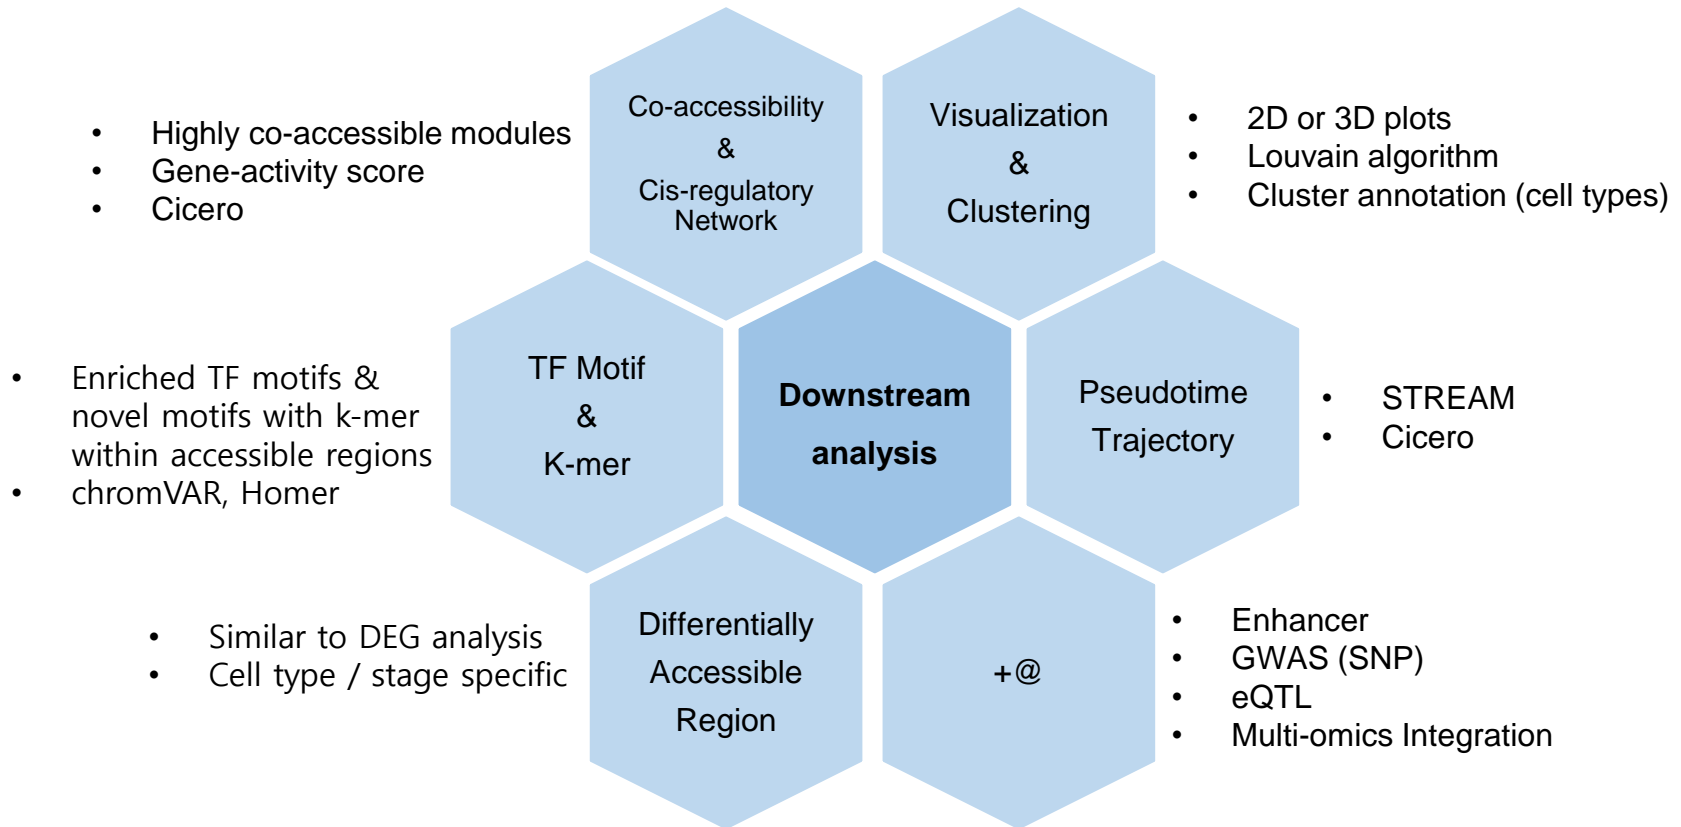 Co-accessibility
&
Cis-regulatory
Network
• Highly co-accessible modules
• Gene-activity score
• Cicero
Visualization
&
Clustering
• 2D or 3D plots
• Louvain algorithm
• Cluster annotation (cell types)
TF Motif
&
K-mer
• Enriched TF motifs &
novel motifs with k-mer
within accessible regions
• chromVAR, Homer
Downstream
analysis
Pseudotime
Trajectory
• STREAM
• Cicero
Differentially
Accessible
Region
• Similar to DEG analysis
• Cell type / stage specific
+@
• Enhancer
• GWAS (SNP)
• eQTL
• Multi-omics Integration